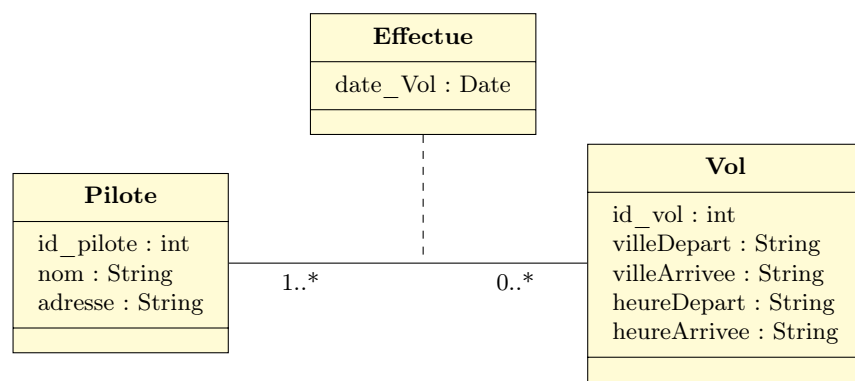 Effectue
date_Vol : Date
Pilote
id_pilote : int
nom : String
adresse : String
1..*
0..*
Vol
id_vol : int
villeDepart : String
villeArrivee : String
heureDepart : String
heureArrivee : String